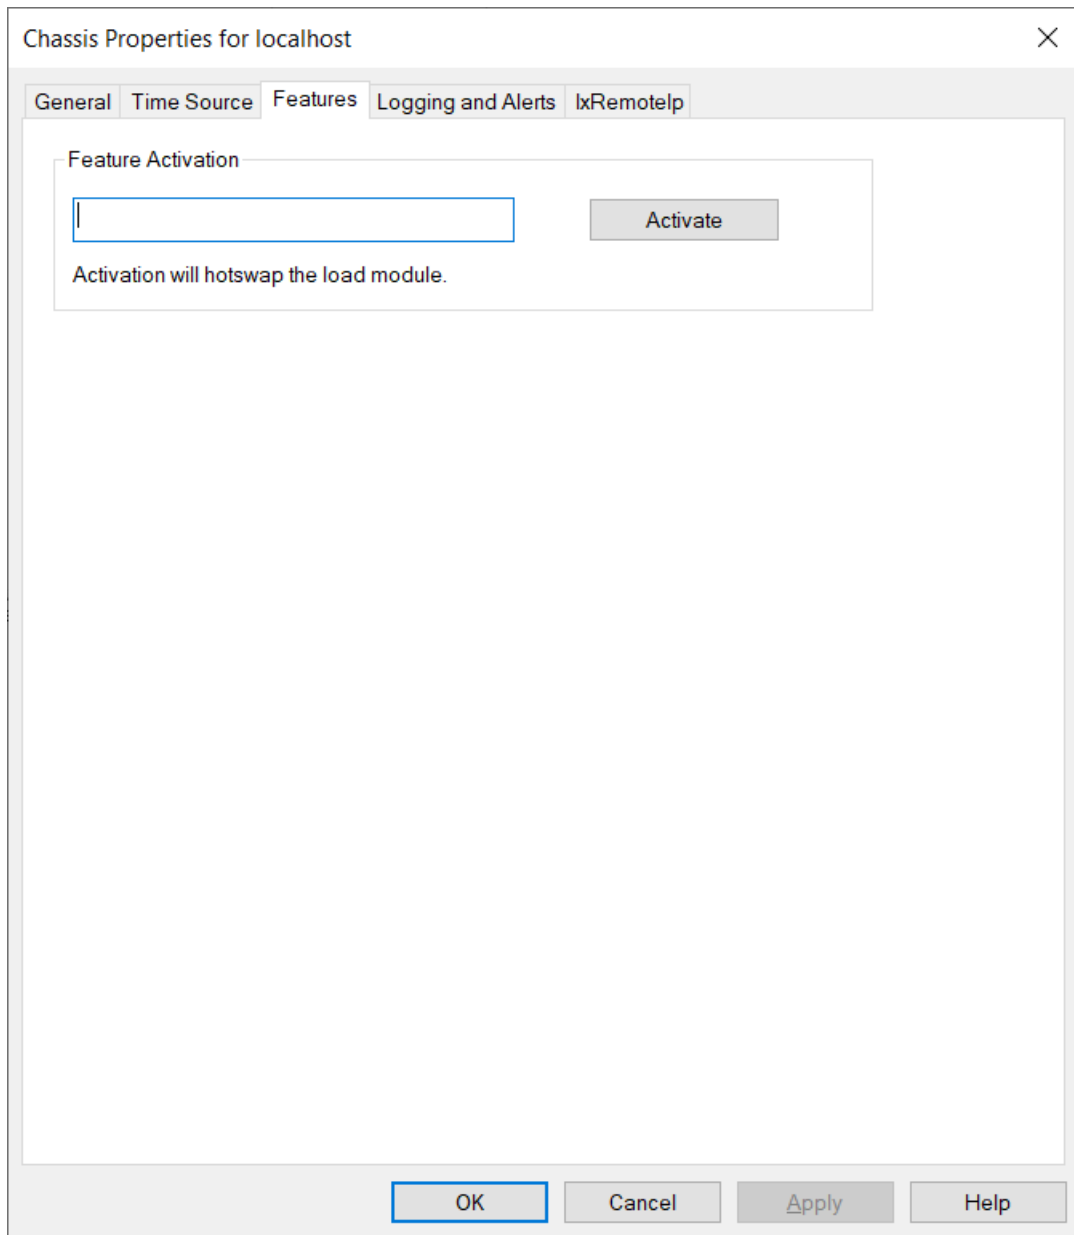 Chassis Properties for localhost
General Time Source Features Logging and Alerts IxRemoteIp
Feature Activation
Activate
Activation will hotswap the load module.
OK Cancel Apply Help